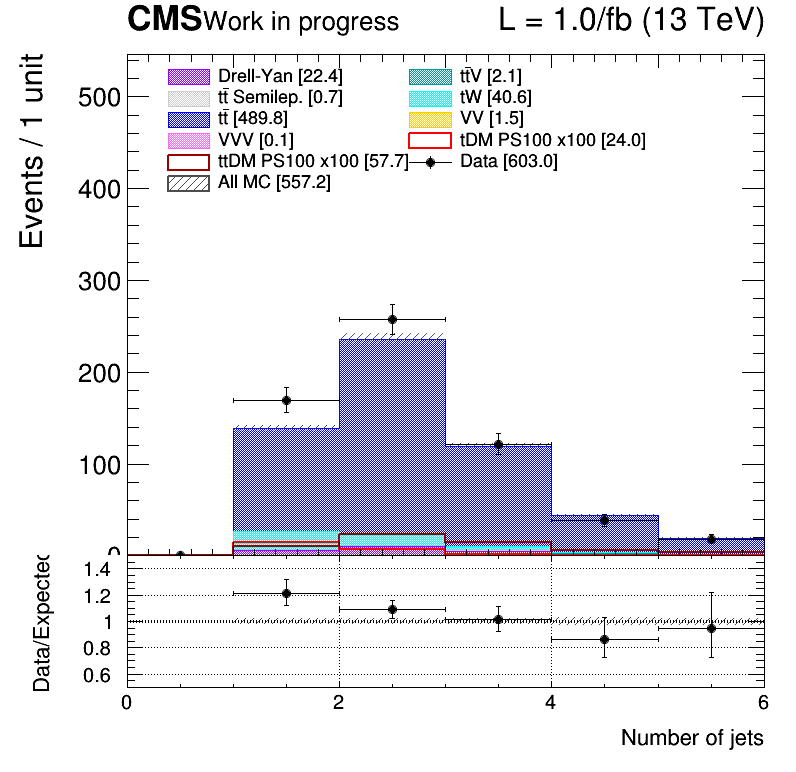 CMS Work in progress L = 1.0/fb (13 TeV)
Events / 1 unit
500
400
300
200
100
0
Drell-Yan [22.4] tt̄V [2.1]
tt̄ Semilep. [0.7] tW [40.6]
tt̄ [489.8] VV [1.5]
VVV [0.1] tDM PS100 x100 [24.0]
ttDM PS100 x100 [57.7] Data [603.0]
All MC [557.2]
Data/Expected
1.4
1.2
1
0.8
0.6
0 2 4 6
Number of jets